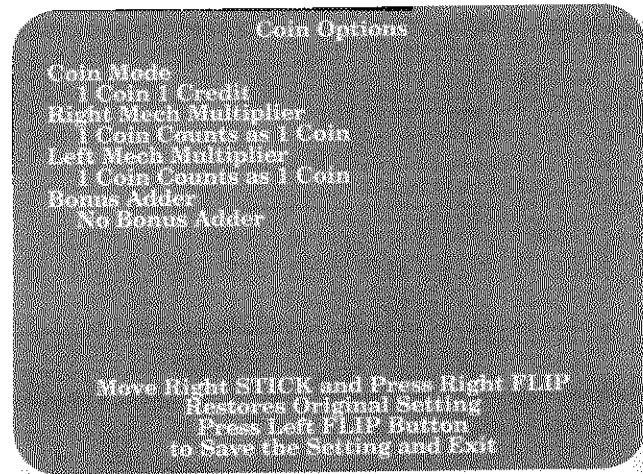 Coin Options
Coin Mode
1 Coin 1 Credit
Right Mech Multiplier
1 Coin Counts as 1 Coin
Left Mech Multiplier
1 Coin Counts as 1 Coin
Bonus Adder
No Bonus Adder
Move Right STICK and Press Right FLIP
Restores Original Setting
Press Left FLIP Button
to Save the Setting and Exit